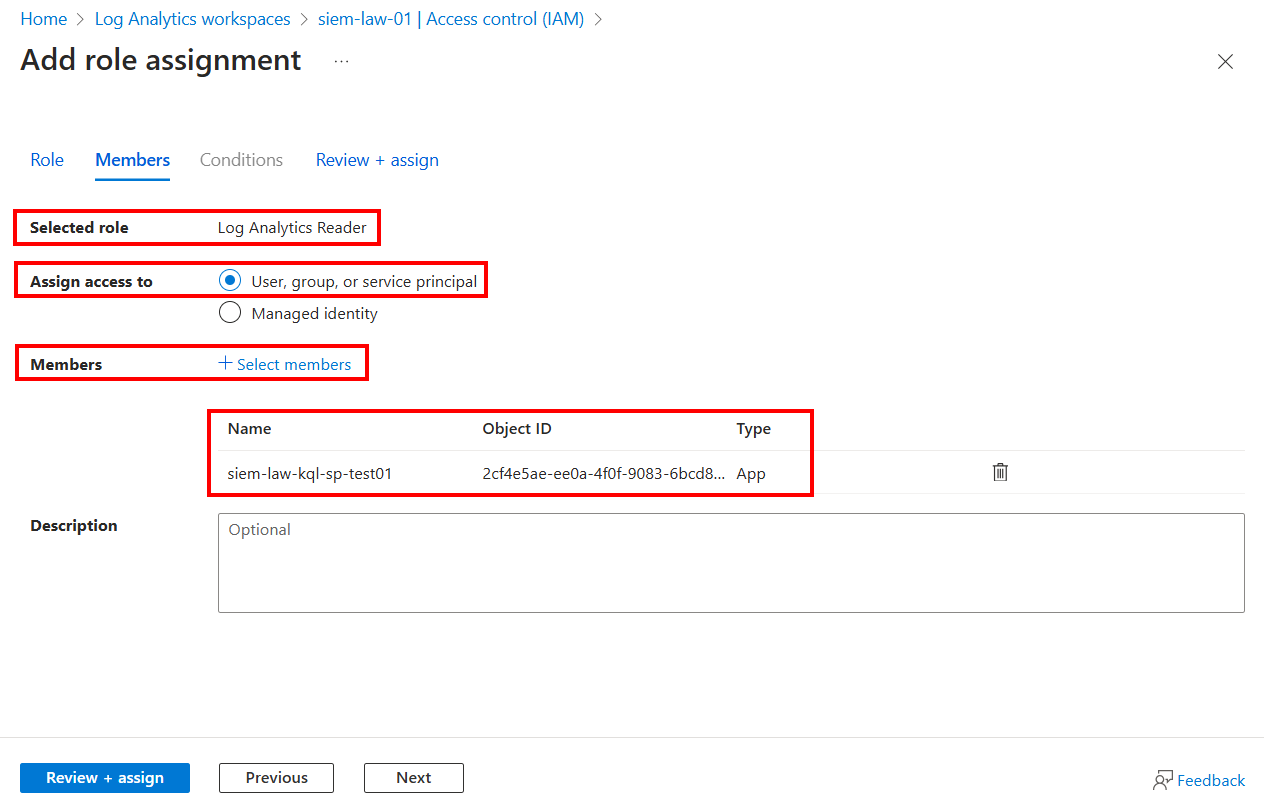 Home > Log Analytics workspaces > siem-law-01 | Access control (IAM) >
Add role assignment ...
Role Members Conditions Review + assign
Selected role Log Analytics Reader
Assign access to User, group, or service principal
Managed identity
Members + Select members
Name Object ID Type
siem-law-kql-sp-test01 2cf4e5ae-ee0a-4f0f-9083-6bcd8... App
Description Optional
Review + assign Previous Next Feedback